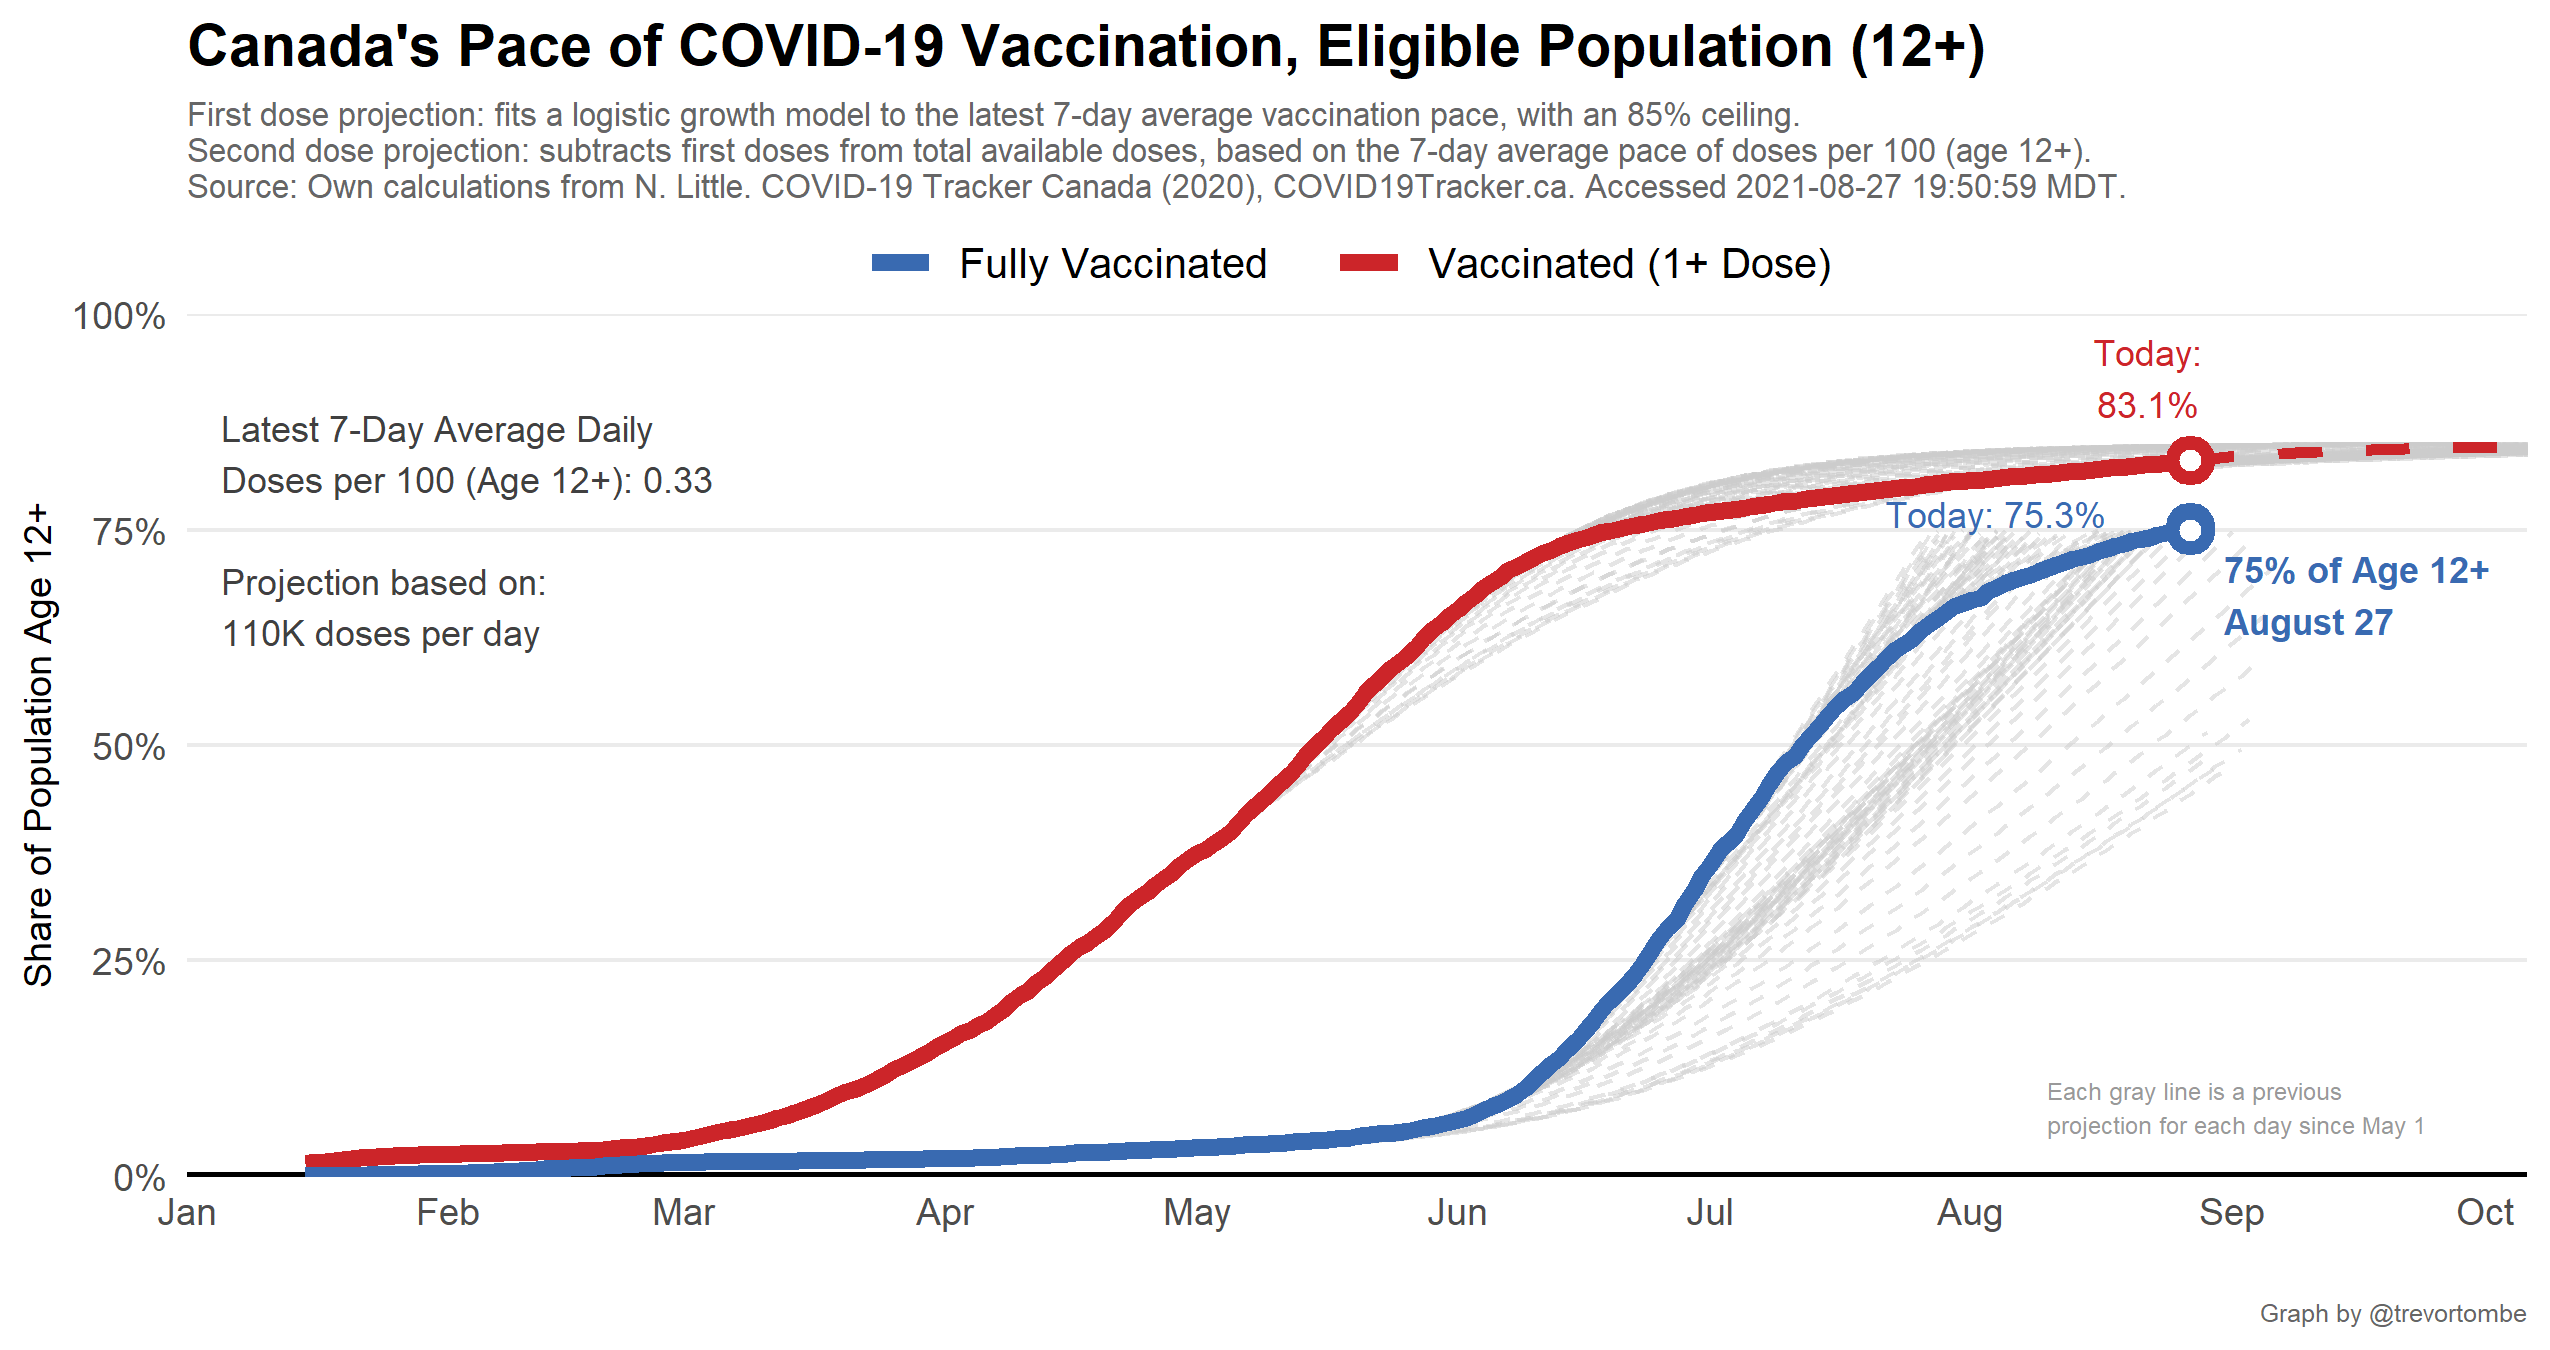 Canada's Pace of COVID-19 Vaccination, Eligible Population (12+)
First dose projection: fits a logistic growth model to the latest 7-day average vaccination pace, with an 85% ceiling.
Second dose projection: subtracts first doses from total available doses, based on the 7-day average pace of doses per 100 (age 12+).
Source: Own calculations from N. Little. COVID-19 Tracker Canada (2020), COVID19Tracker.ca. Accessed 2021-08-27 19:50:59 MDT.
Fully Vaccinated
Vaccinated (1+ Dose)
Share of Population Age 12+
100%
75%
50%
25%
0%
Latest 7-Day Average Daily
Doses per 100 (Age 12+): 0.33
Projection based on:
110K doses per day
Today:
83.1%
Today: 75.3%
75% of Age 12+
August 27
Each gray line is a previous
projection for each day since May 1
Jan
Feb
Mar
Apr
May
Jun
Jul
Aug
Sep
Oct
Graph by @trevortombe